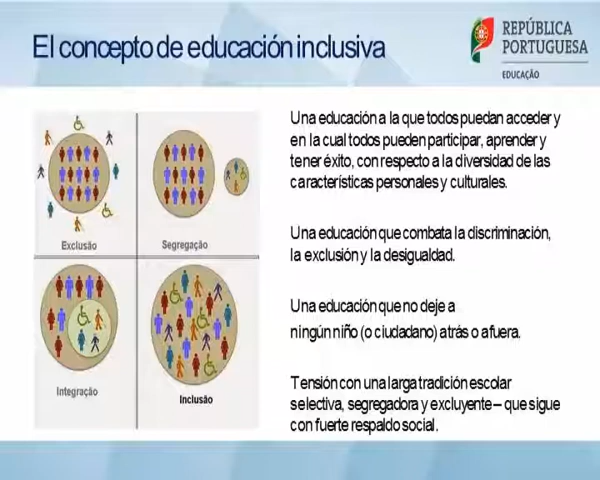 El concepto de educación inclusiva
REPÚBLICA
PORTUGUESA
EDUCAÇÃO
Una educación a la que todos puedan acceder y
en la cual todos pueden participar, aprender y
tener éxito, con respecto a la diversidad de las
características personales y culturales.
Una educación que combata la discriminación,
la exclusión y la desigualdad.
Una educación que no deje a
ningún niño (o ciudadano) atrás o afuera.
Tensión con una larga tradición escolar
selectiva, segregadora y excluyente – que sigue
con fuerte respaldo social.
Exclusão
Segregação
Integração
Inclusão